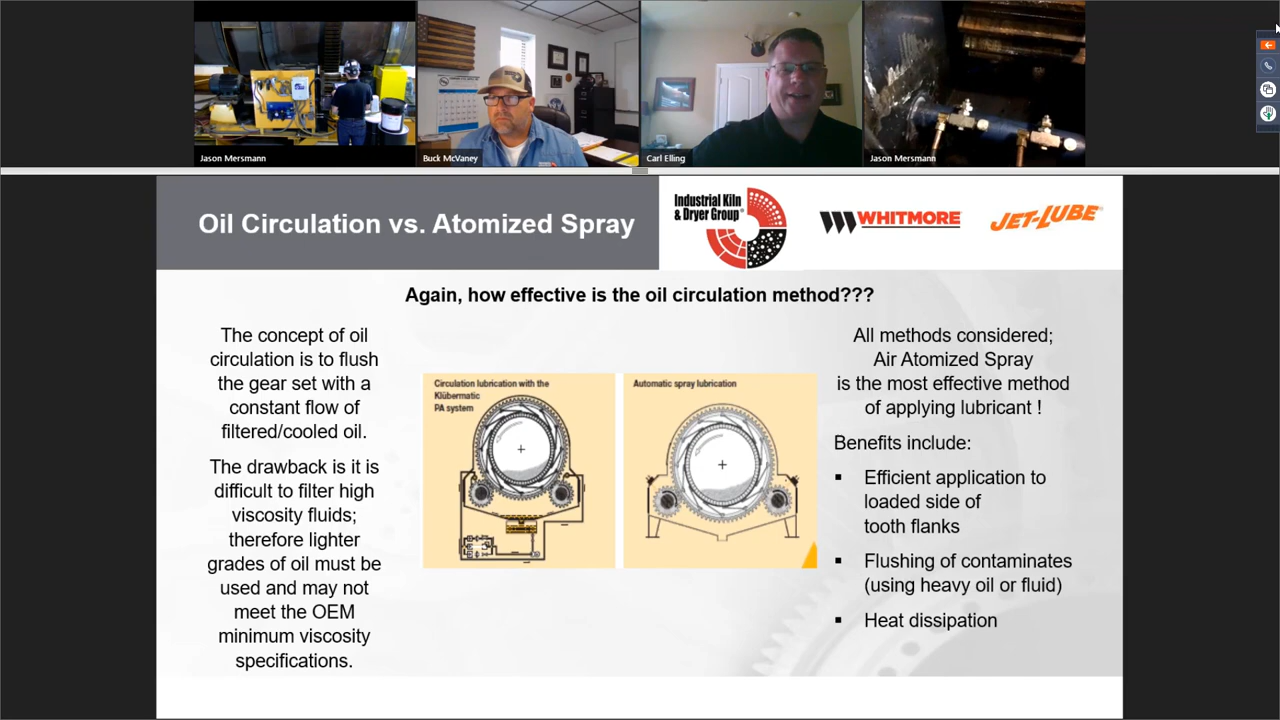 Jason Mersmann
Buck McVaney
Carl Elling
Jason Mersmann
Oil Circulation vs. Atomized Spray
Industrial Kiln
& Dryer Group
WHITMORE
JET-LUBE
Again, how effective is the oil circulation method???
The concept of oil
circulation is to flush
the gear set with a
constant flow of
filtered/cooled oil.
The drawback is it is
difficult to filter high
viscosity fluids;
therefore lighter
grades of oil must be
used and may not
meet the OEM
minimum viscosity
specifications.
Circulation lubrication with the
Klübermatic
PA system
Automatic spray lubrication
All methods considered;
Air Atomized Spray
is the most effective method
of applying lubricant !
Benefits include:
▪ Efficient application to
loaded side of
tooth flanks
▪ Flushing of contaminates
(using heavy oil or fluid)
▪ Heat dissipation